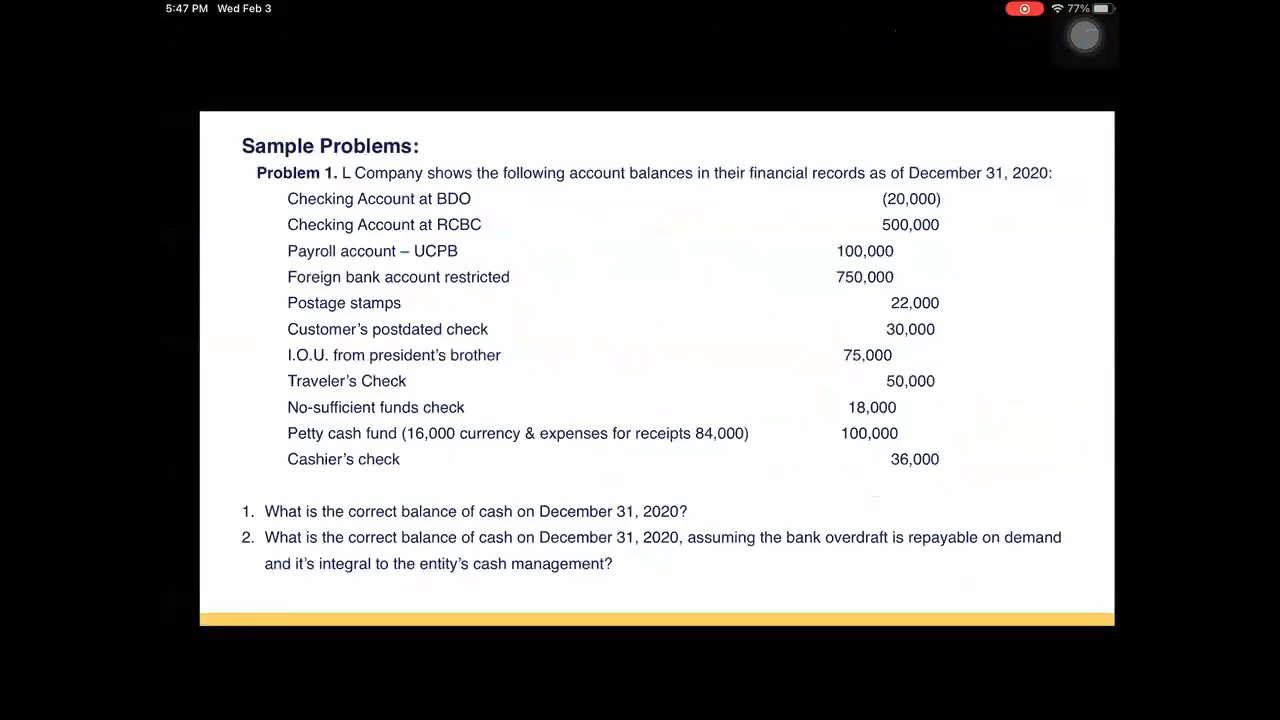 5:47 PM Wed Feb 3
77%
Sample Problems:
Problem 1. L Company shows the following account balances in their financial records as of December 31, 2020:
Checking Account at BDO (20,000)
Checking Account at RCBC 500,000
Payroll account – UCPB 100,000
Foreign bank account restricted 750,000
Postage stamps 22,000
Customer's postdated check 30,000
I.O.U. from president's brother 75,000
Traveler's Check 50,000
No-sufficient funds check 18,000
Petty cash fund (16,000 currency & expenses for receipts 84,000) 100,000
Cashier's check 36,000
1. What is the correct balance of cash on December 31, 2020?
2. What is the correct balance of cash on December 31, 2020, assuming the bank overdraft is repayable on demand
and it's integral to the entity's cash management?